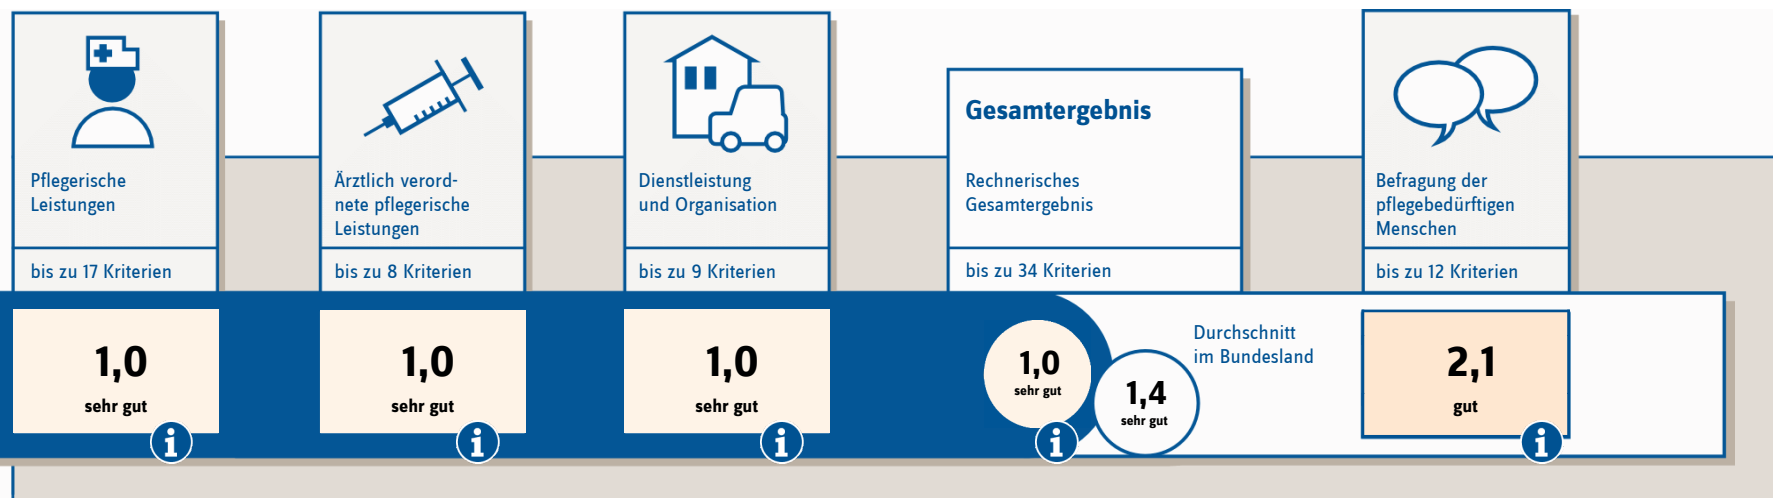 Pflegerische
Leistungen
bis zu 17 Kriterien
1,0
sehr gut
i
Ärztlich verord-
nete pflegerische
Leistungen
bis zu 8 Kriterien
1,0
sehr gut
i
Dienstleistung
und Organisation
bis zu 9 Kriterien
1,0
sehr gut
i
Gesamtergebnis
Rechnerisches
Gesamtergebnis
bis zu 34 Kriterien
1,0
sehr gut
i
1,4
sehr gut
Durchschnitt
im Bundesland
Befragung der
pflegebedürftigen
Menschen
bis zu 12 Kriterien
2,1
gut
i